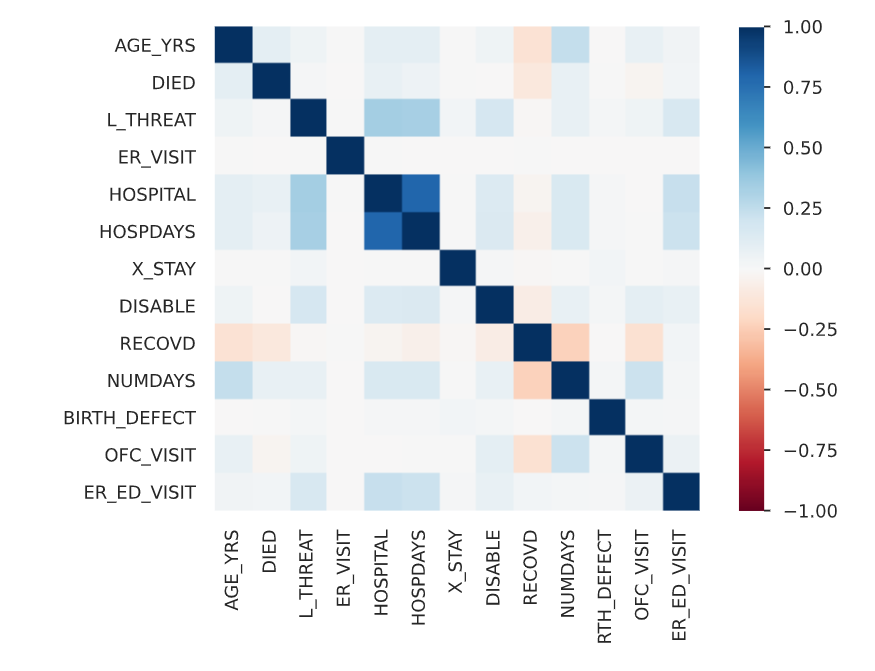 AGE_YRS
DIED
L_THREAT
ER_VISIT
HOSPITAL
HOSPDAYS
X_STAY
DISABLE
RECOVD
NUMDAYS
BIRTH_DEFECT
OFC_VISIT
ER_ED_VISIT
AGE_YRS
DIED
L_THREAT
ER_VISIT
HOSPITAL
HOSPDAYS
X_STAY
DISABLE
RECOVD
NUMDAYS
RTH_DEFECT
OFC_VISIT
ER_ED_VISIT
1.00
0.75
0.50
0.25
0.00
−0.25
−0.50
−0.75
−1.00